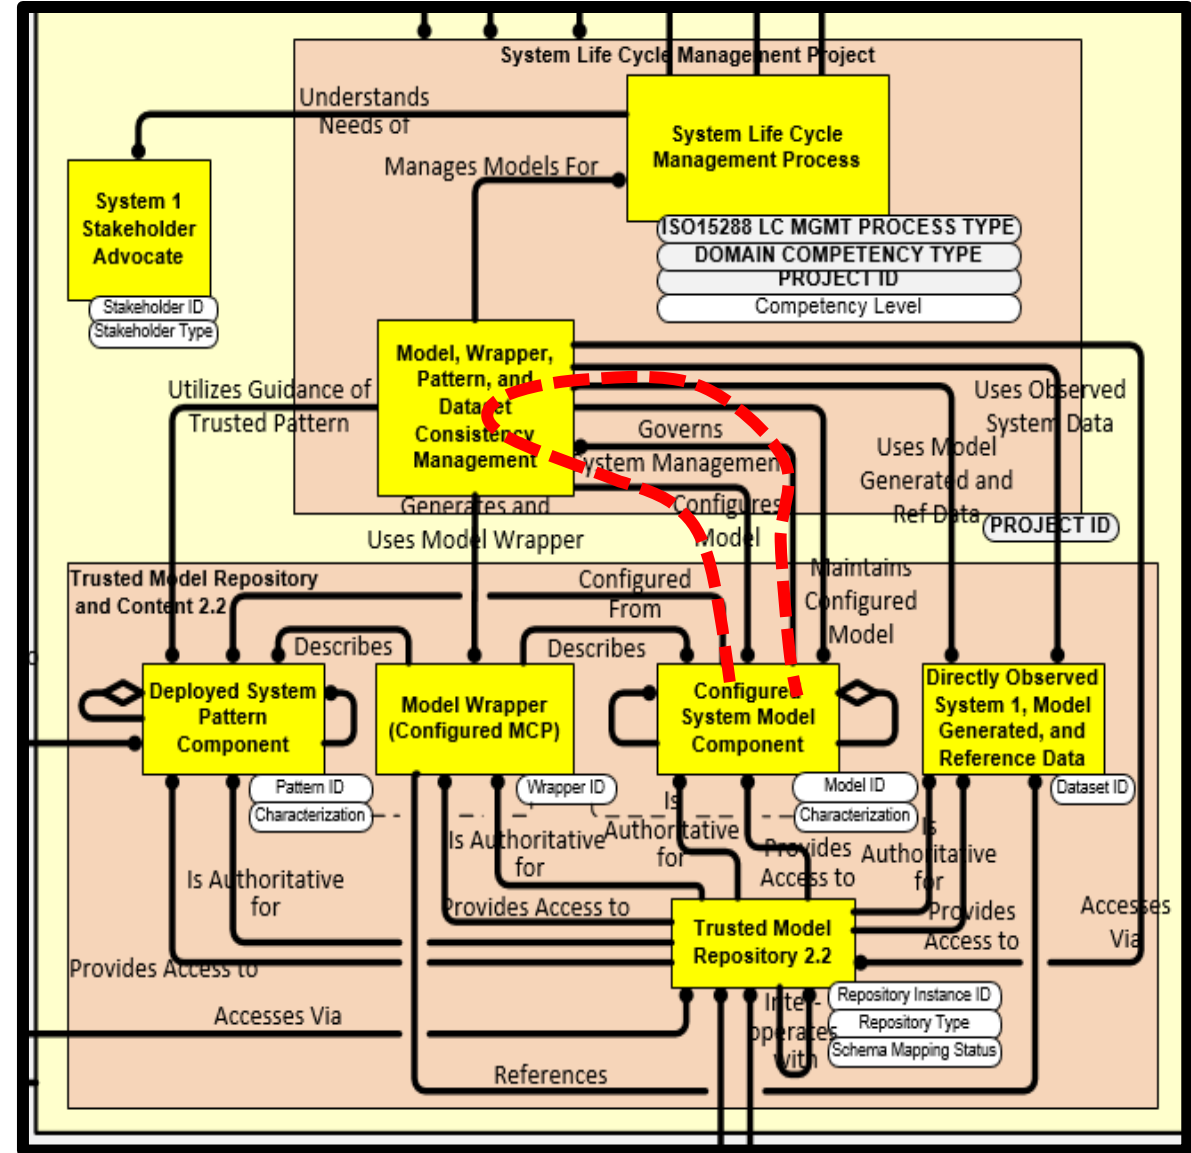 System Life Cycle Management Project
Understands
Needs of
System Life Cycle
Management Process
Manages Models For
System 1
Stakeholder
Advocate
ISO15288 LC MGMT PROCESS TYPE
DOMAIN COMPETENCY TYPE
PROJECT ID
Competency Level
Stakeholder ID
Stakeholder Type
Model, Wrapper,
Pattern, and
Dataset
Consistency
Management
Utilizes Guidance of
Trusted Pattern
Uses Observed
System Data
Governs
System Management
Uses Model
Generated and
Ref Data
Generates and
Uses Model Wrapper
Configures
Model
PROJECT ID
Trusted Model Repository
and Content 2.2
Configured
From
Maintains
Configured
Model
Describes
Describes
Deployed System
Pattern
Component
Model Wrapper
(Configured MCP)
Configured
System Model
Component
Directly Observed
System 1, Model
Generated, and
Reference Data
Pattern ID
Characterization
Wrapper ID
Model ID
Characterization
Dataset ID
Is Authoritative
for
Is Authoritative
for
Is
Authoritative
for
Provides
Access to
Is
Authoritative
for
Provides Access to
Provides
Access to
Accesses
Via
Trusted Model
Repository 2.2
Provides Access to
Repository Instance ID
Repository Type
Schema Mapping Status
Inter-
operates
with
Accesses Via
References